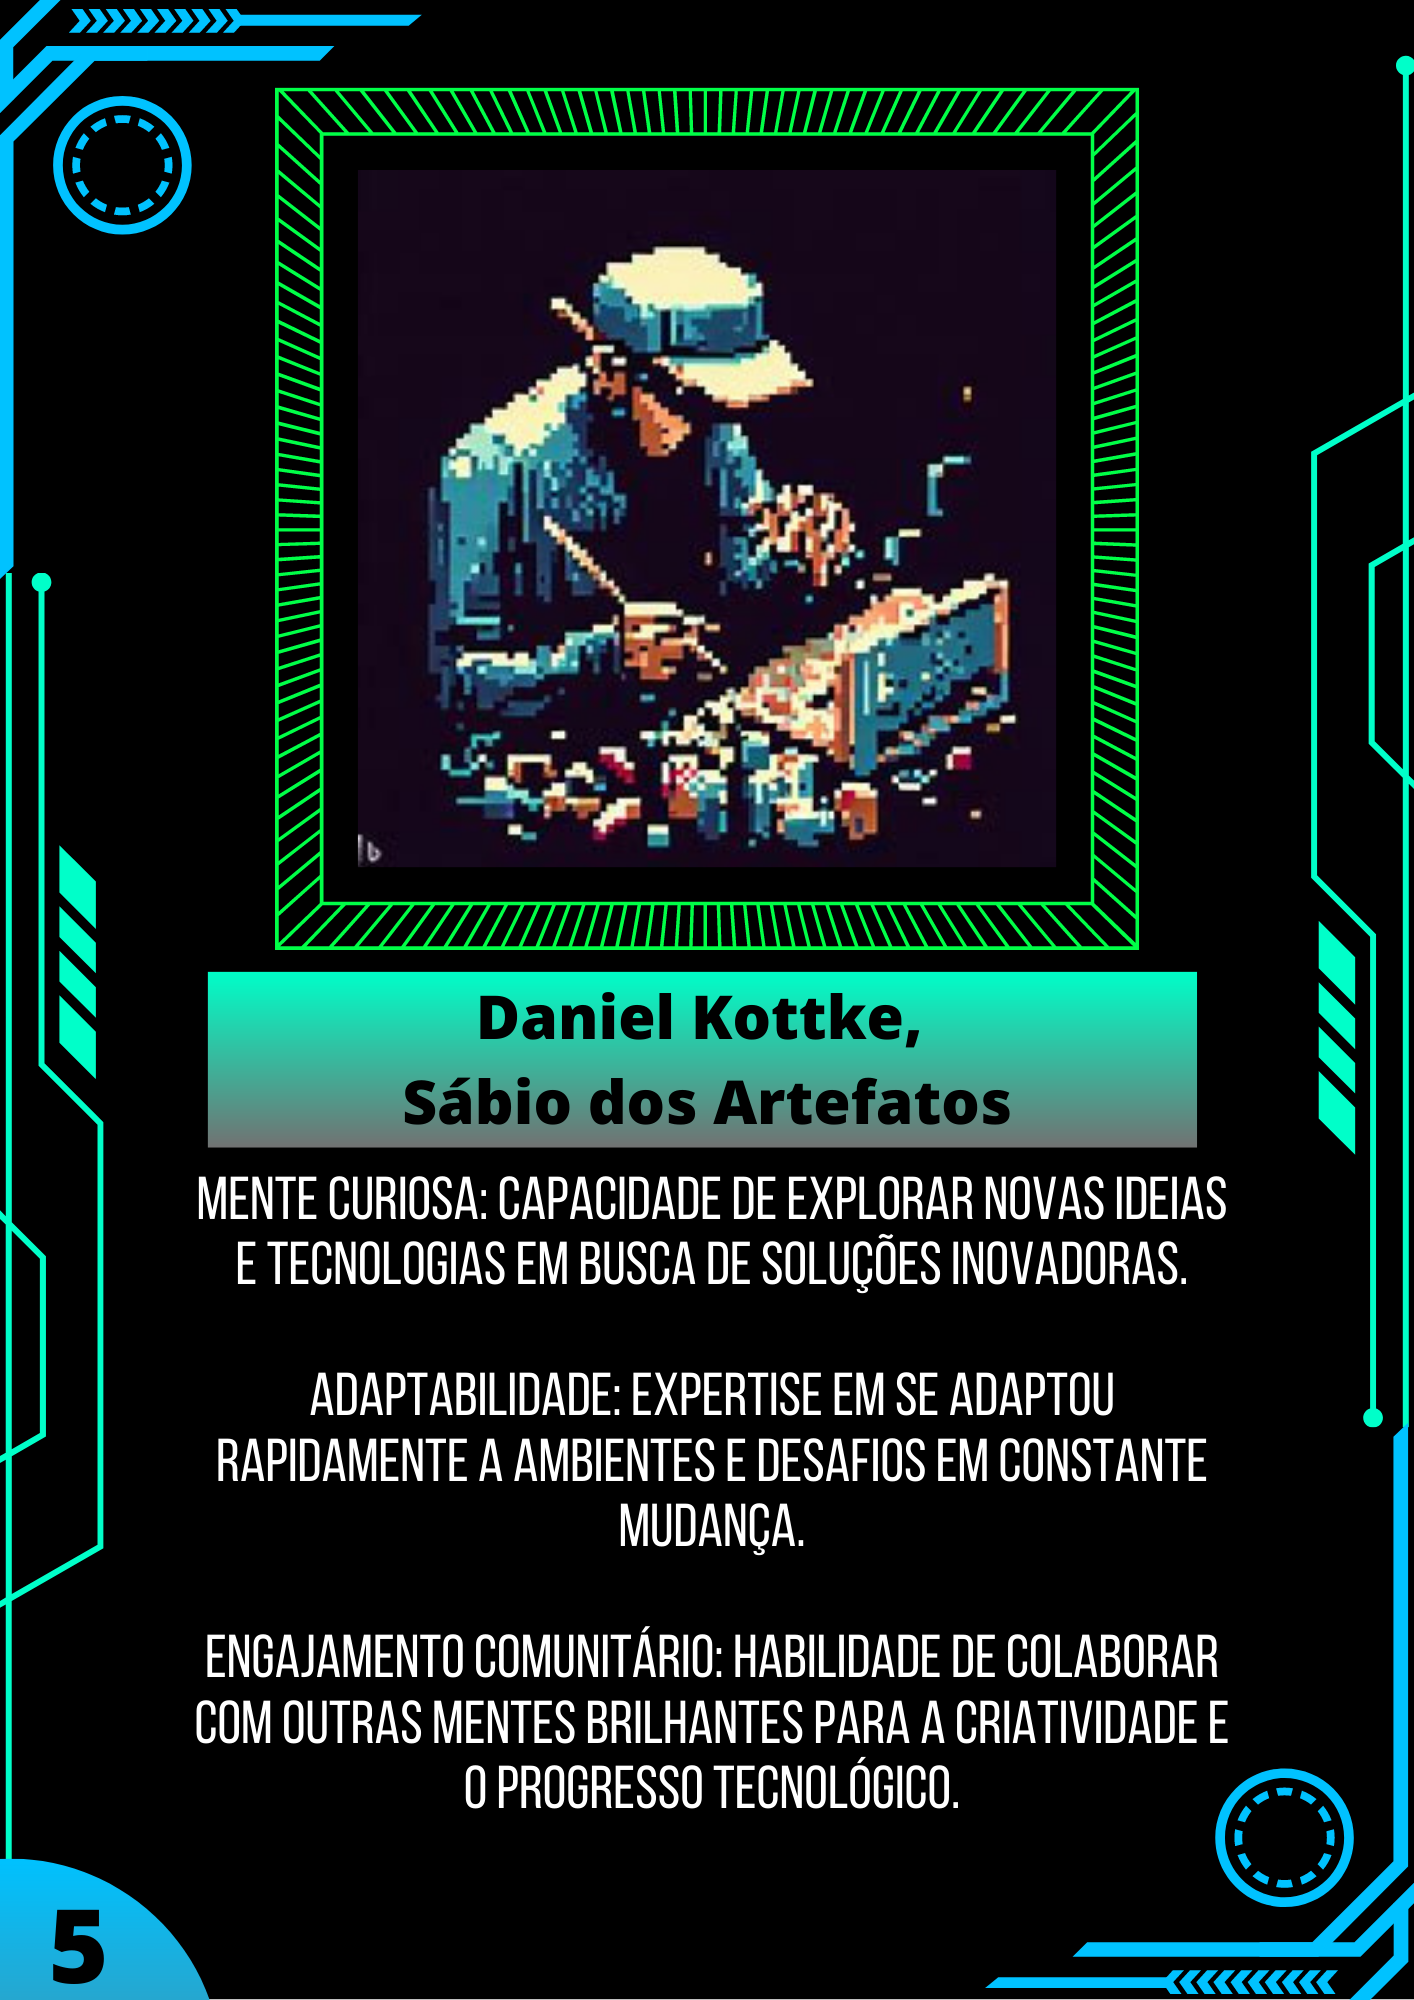 Daniel Kottke,
Sábio dos Artefatos
MENTE CURIOSA: CAPACIDADE DE EXPLORAR NOVAS IDEIAS
E TECNOLOGIAS EM BUSCA DE SOLUÇÕES INOVADORAS.
ADAPTABILIDADE: EXPERTISE EM SE ADAPTOU
RAPIDAMENTE A AMBIENTES E DESAFIOS EM CONSTANTE
MUDANÇA.
ENGAJAMENTO COMUNITÁRIO: HABILIDADE DE COLABORAR
COM OUTRAS MENTES BRILHANTES PARA A CRIATIVIDADE E
O PROGRESSO TECNOLÓGICO.
5